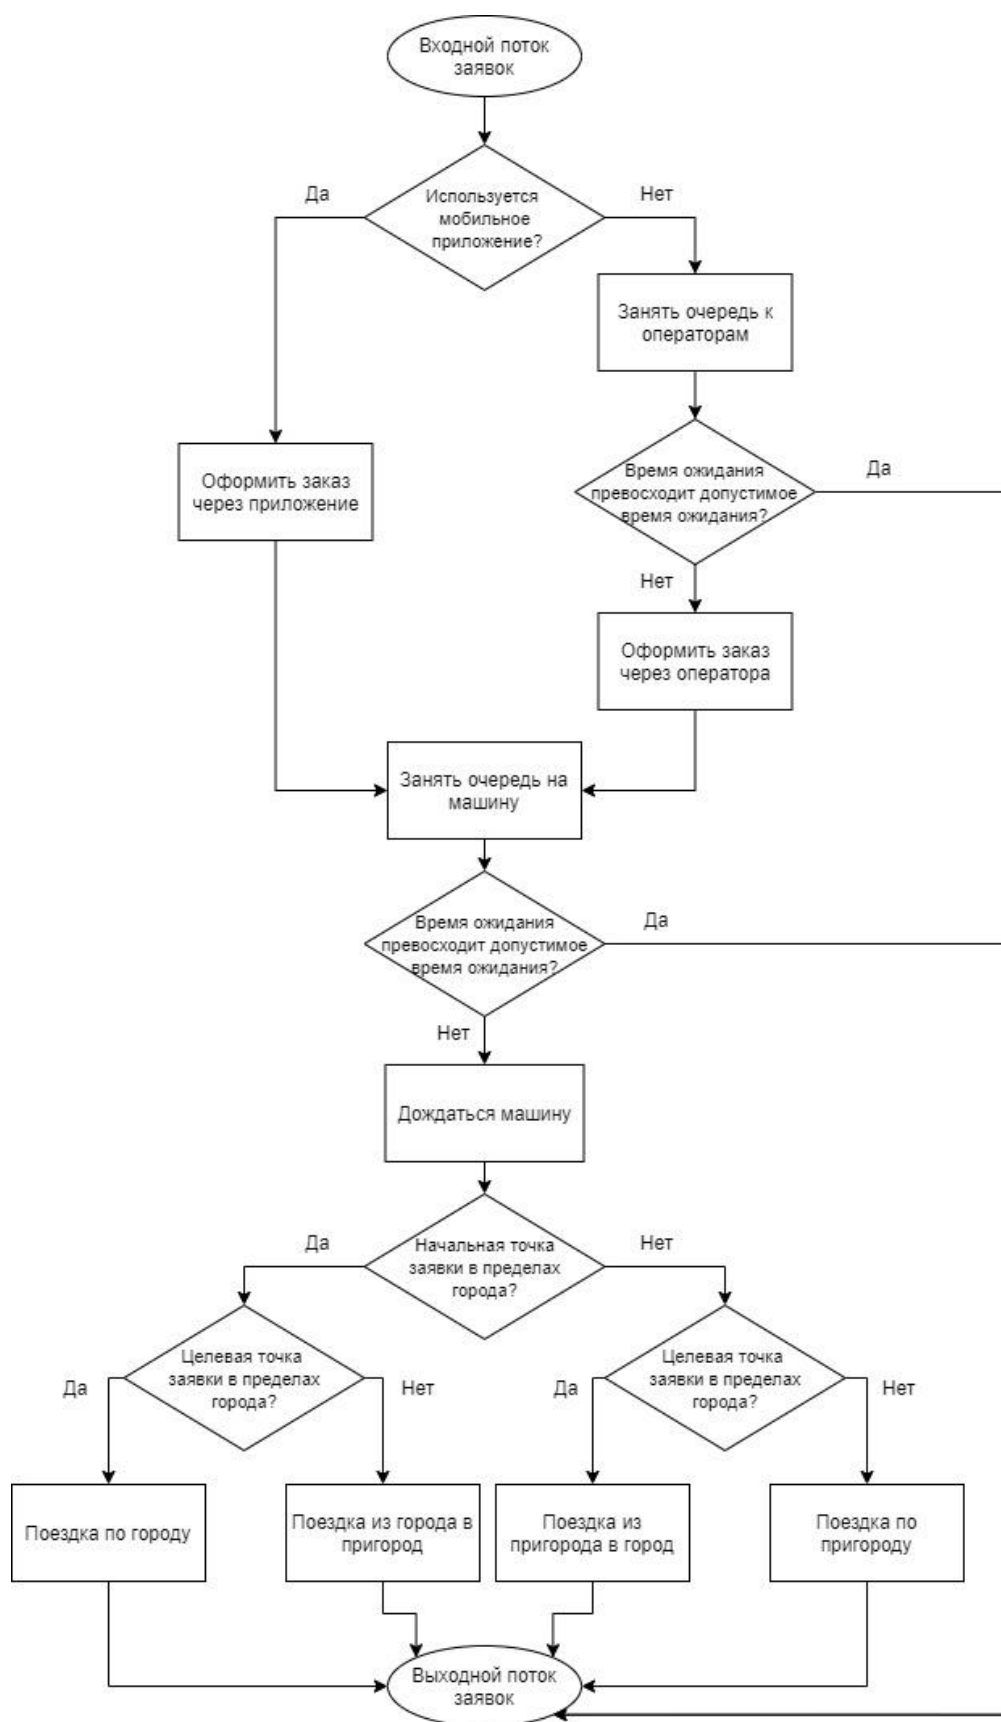 Входной поток
заявок
Да
Используется
мобильное
приложение?
Нет
Занять очередь к
операторам
Время ожидания
превосходит допустимое
время ожидания?
Да
Оформить заказ
через приложение
Нет
Оформить заказ
через оператора
Занять очередь на
машину
Время ожидания
превосходит допустимое
время ожидания?
Да
Нет
Дождаться машину
Да
Начальная точка
заявки в пределах
города?
Нет
Целевая точка
заявки в пределах
города?
Да
Нет
Целевая точка
заявки в пределах
города?
Да
Нет
Поездка по городу
Поездка из города в
пригород
Поездка из
пригорода в город
Поездка по
пригороду
Выходной поток
заявок